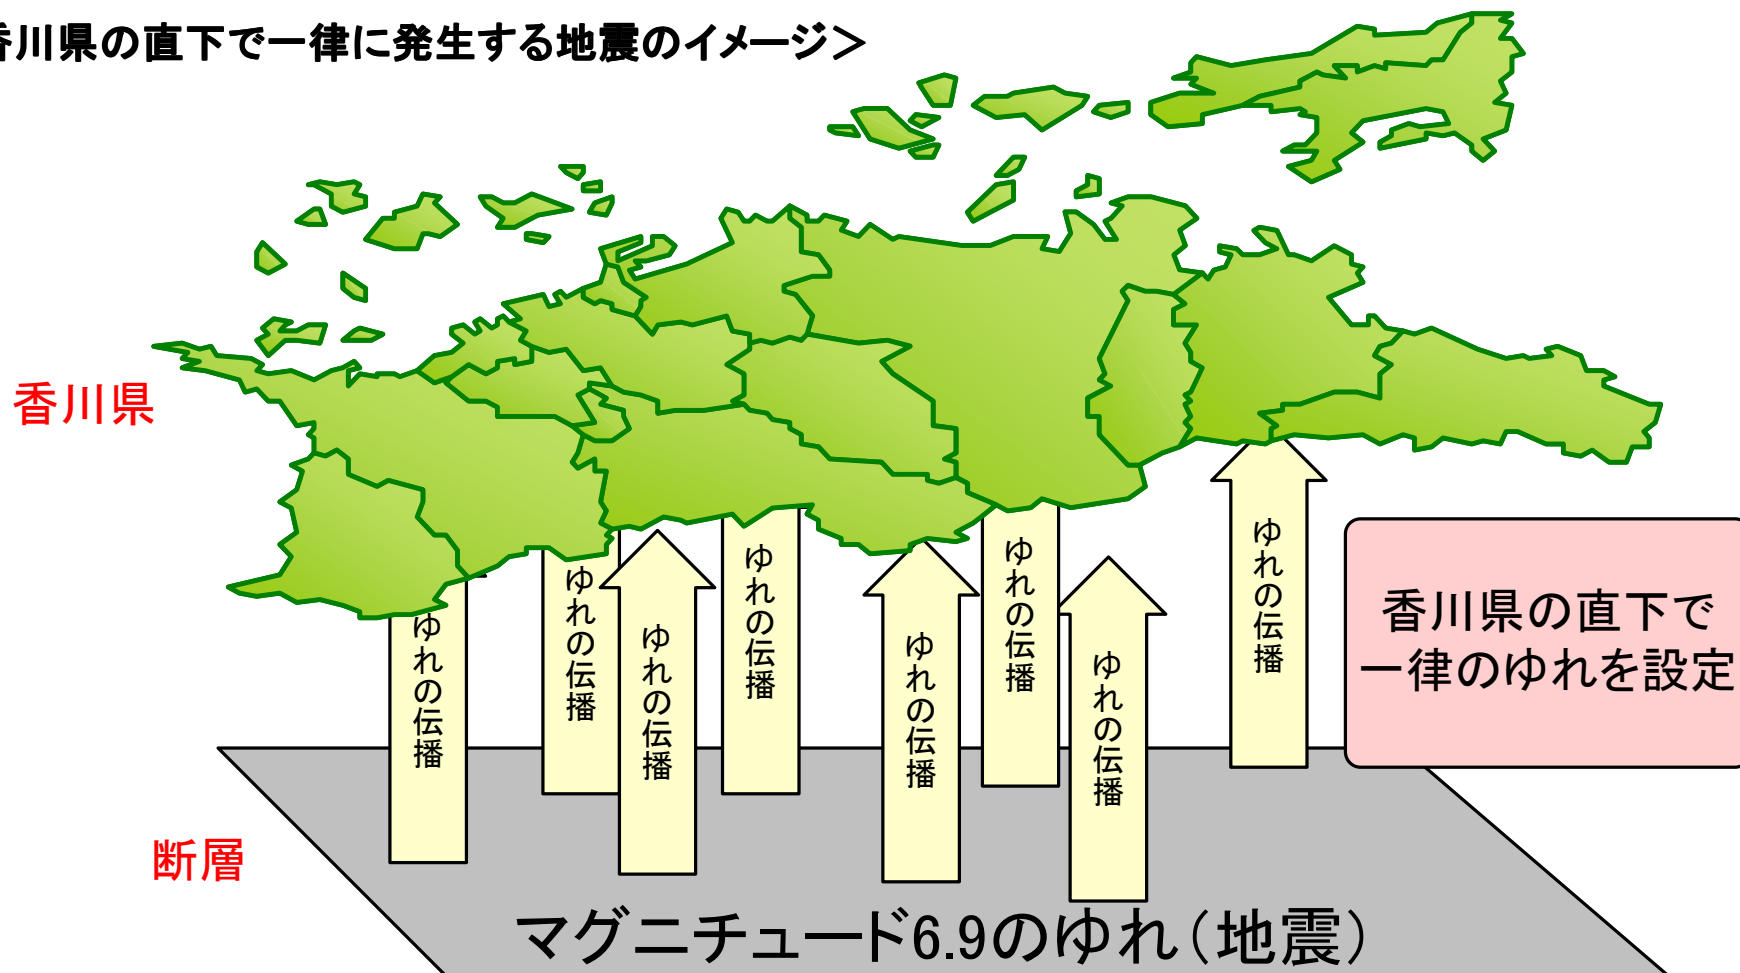 香川県の直下で一律に発生する地震のイメージ＞
香川県
ゆれの伝播
ゆれの伝播
ゆれの伝播
ゆれの伝播
ゆれの伝播
ゆれの伝播
ゆれの伝播
ゆれの伝播
香川県の直下で
一律のゆれを設定
断層
マグニチュード6.9のゆれ（地震）